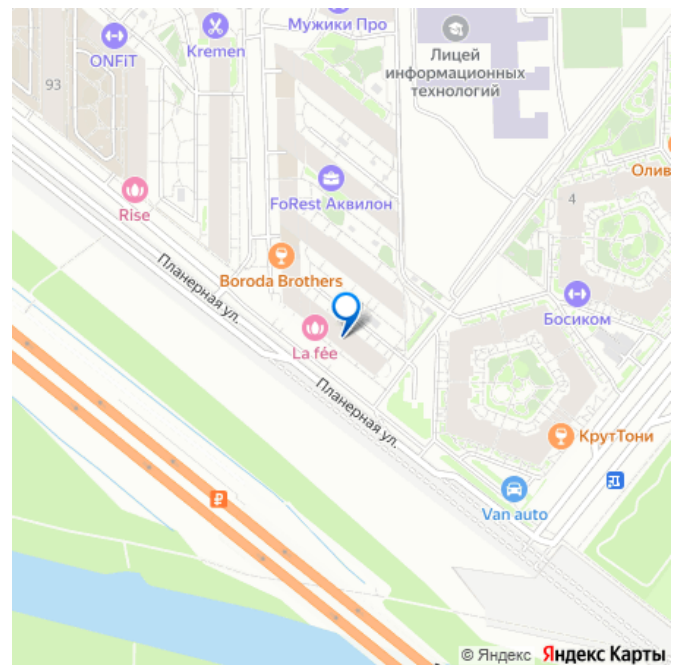 Мужики Про
ONFiT
Kremen
Лицей
информационных
технологий
93
Олив
FoRest Аквилон
4
Rise
Boroda Brothers
Планерная ул.
Босиком
La fée
Планерная ул.
КрутТони
₽
Van auto
© Яндекс Яндекс Карты